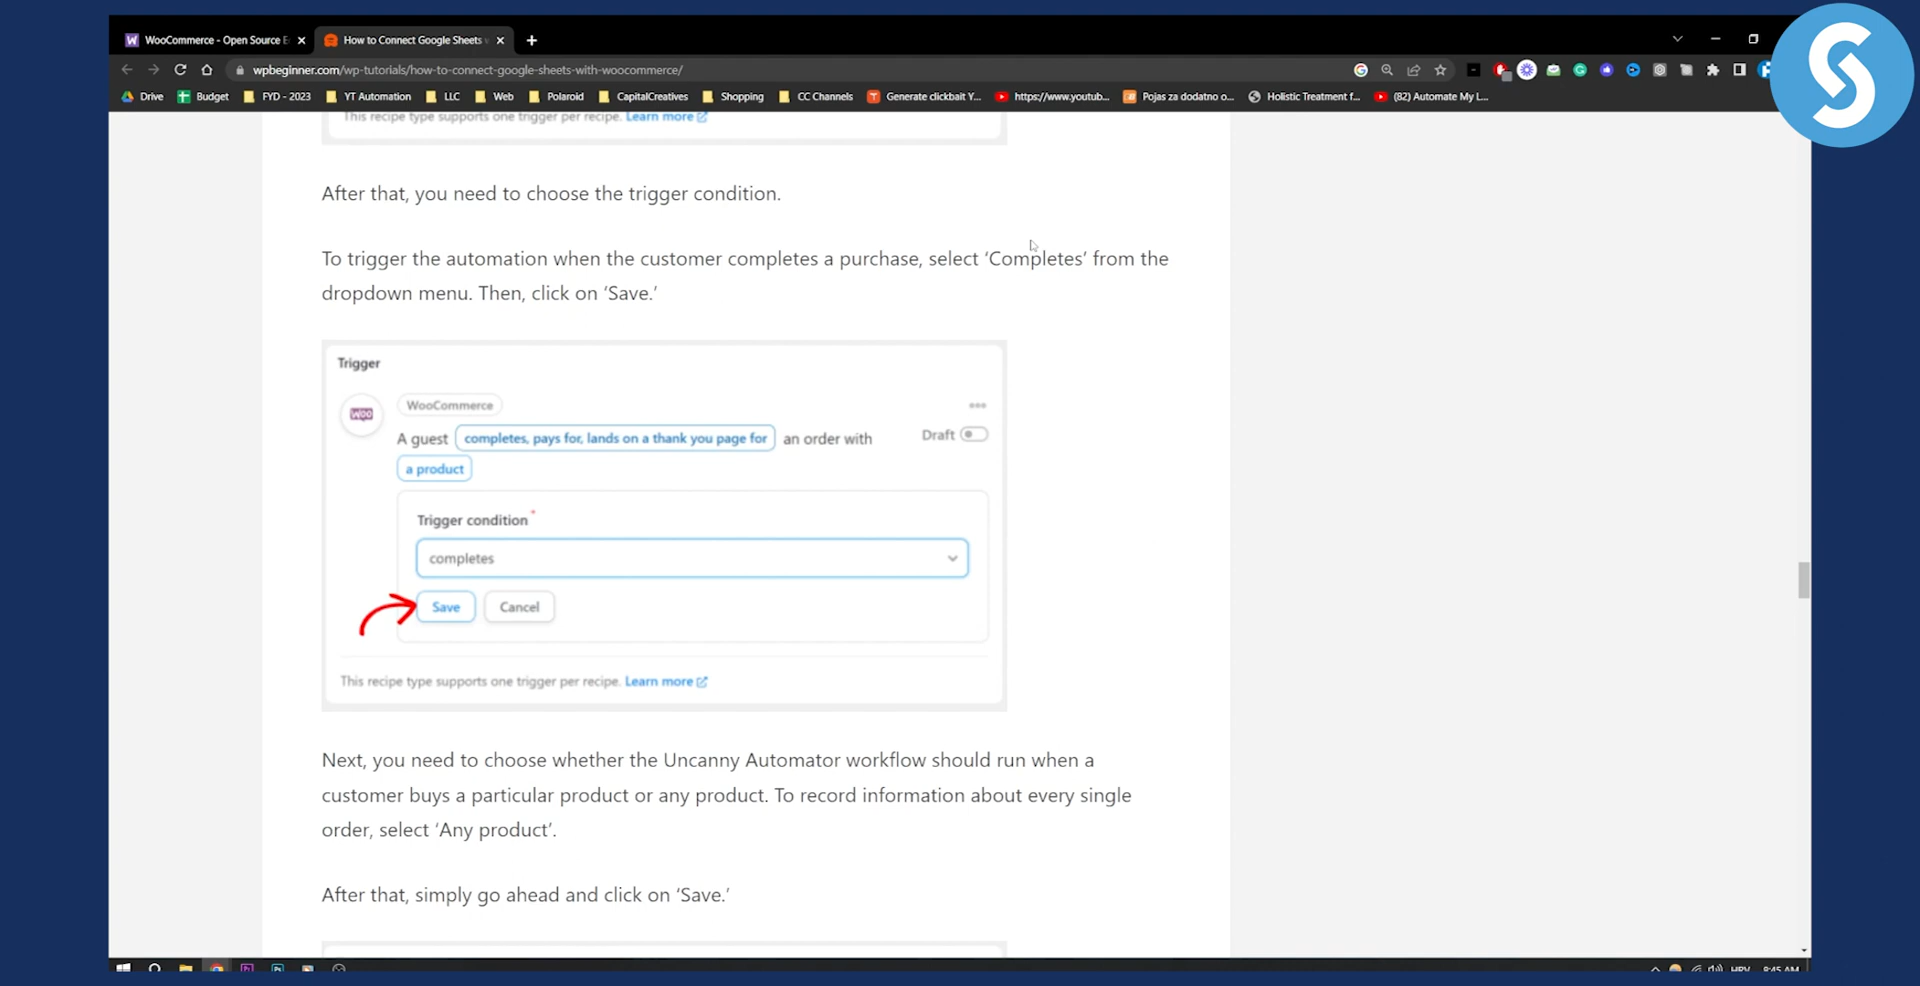 WooCommerce - Open Source E
How to Connect Google Sheets
wpbeginner.com/wp-tutorials/how-to-connect-google-sheets-with-woocommerce/
Drive Budget FYD - 2023 YT Automation LLC Web Polaroid CapitalCreatives Shopping CC Channels Generate clickbait Y... https://www.youtub... Pojas za dodatno o... Holistic Treatment f... (82) Automate My L...
This recipe type supports one trigger per recipe. Learn more
After that, you need to choose the trigger condition.
To trigger the automation when the customer completes a purchase, select ‘Completes’ from the
dropdown menu. Then, click on ‘Save.’
Trigger
WOO
WooCommerce
A guest completes, pays for, lands on a thank you page for an order with
Draft
a product
Trigger condition *
completes
Save Cancel
This recipe type supports one trigger per recipe. Learn more
Next, you need to choose whether the Uncanny Automator workflow should run when a
customer buys a particular product or any product. To record information about every single
order, select ‘Any product’.
After that, simply go ahead and click on ‘Save.’
HRV 8:45 AM